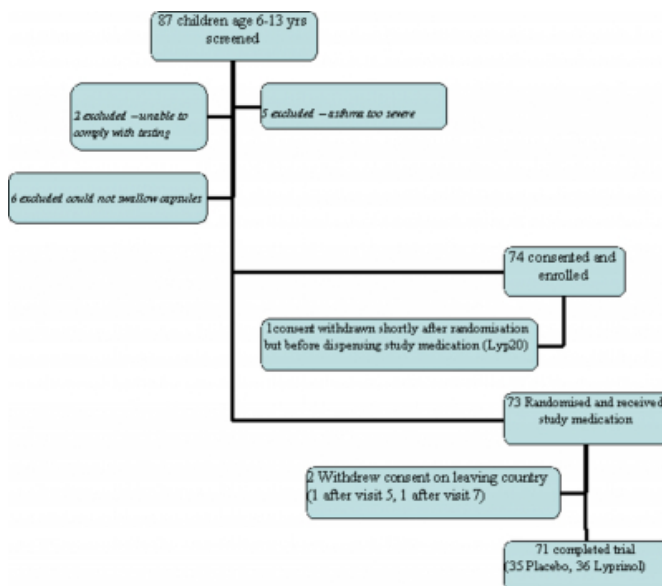 87 children age 6-13 yrs
screened
2 excluded – unable to
comply with testing
5 excluded – asthma too severe
6 excluded could not swallow capsules
74 consented and
enrolled
1consent withdrawn shortly after randomisation
but before dispensing study medication (Lyp20)
73 Randomised and received
study medication
2 Withdrew consent on leaving country
(1 after visit 5, 1 after visit 7)
71 completed trial
(35 Placebo, 36 Lyprinol)